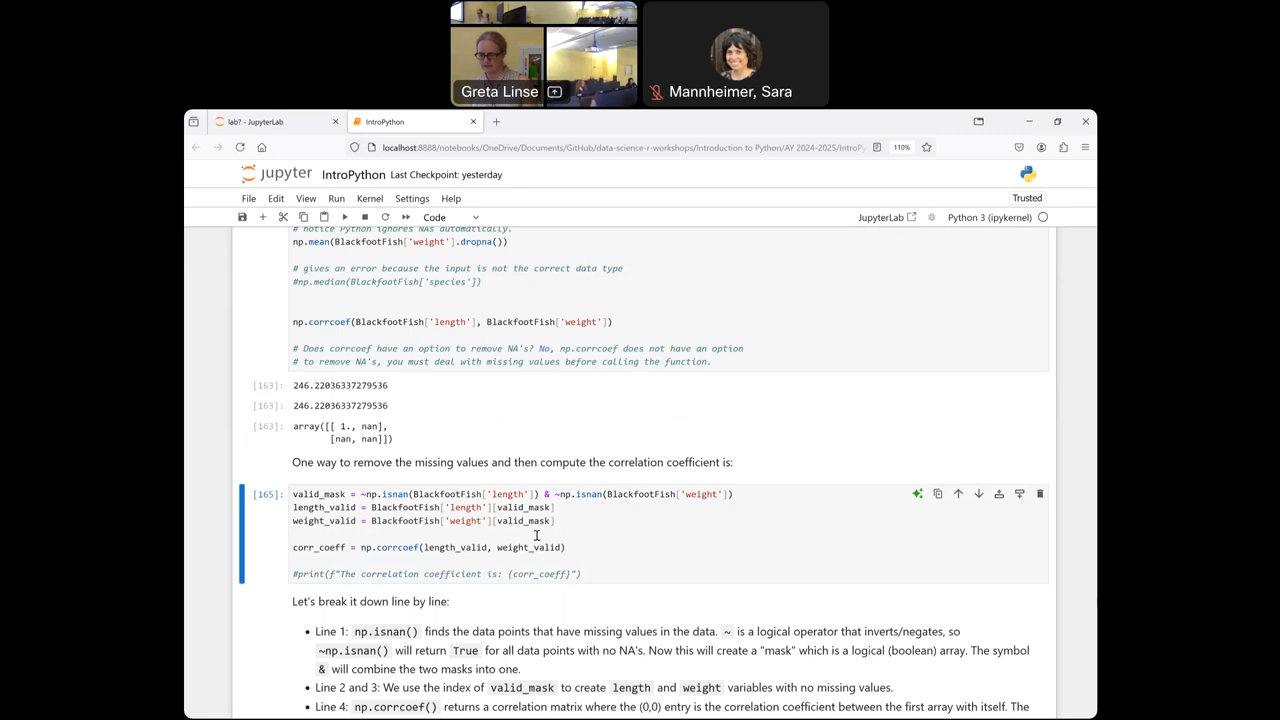 Greta Linse
Mannheimer, Sara
lab? - JupyterLab
IntroPython
localhost:8888/notebooks/OneDrive/Documents/GitHub/data-science-r-workshops/Introduction to Python/AY 2024-2025/IntroPy
110%
jupyter IntroPython Last Checkpoint: yesterday
File Edit View Run Kernel Settings Help
Trusted
Code
JupyterLab
Python 3 (ipykernel)
# notice Python ignores NAs automatically.
np.mean(BlackfootFish['weight'].dropna())
# gives an error because the input is not the correct data type
#np.median(BlackfootFish['species'])
np.corrcoef(BlackfootFish['length'], BlackfootFish['weight'])
# Does corrcoef have an option to remove NA's? No, np.corrcoef does not have an option
# to remove NA's, you must deal with missing values before calling the function.
[163]: 246.22036337279536
[163]: 246.22036337279536
[163]: array([[ 1., nan],
[nan, nan]])
One way to remove the missing values and then compute the correlation coefficient is:
[165]: valid_mask = ~np.isnan(BlackfootFish['length']) & ~np.isnan(BlackfootFish['weight'])
length_valid = BlackfootFish['length'][valid_mask]
weight_valid = BlackfootFish['weight'][valid_mask]
corr_coeff = np.corrcoef(length_valid, weight_valid)
#print(f"The correlation coefficient is: {corr_coeff}")
Let's break it down line by line:
• Line 1: np.isnan() finds the data points that have missing values in the data. ~ is a logical operator that inverts/negates, so
~np.isnan() will return True for all data points with no NA's. Now this will create a "mask" which is a logical (boolean) array. The symbol
& will combine the two masks into one.
• Line 2 and 3: We use the index of valid_mask to create length and weight variables with no missing values.
• Line 4: np.corrcoef() returns a correlation matrix where the (0,0) entry is the correlation coefficient between the first array with itself. The